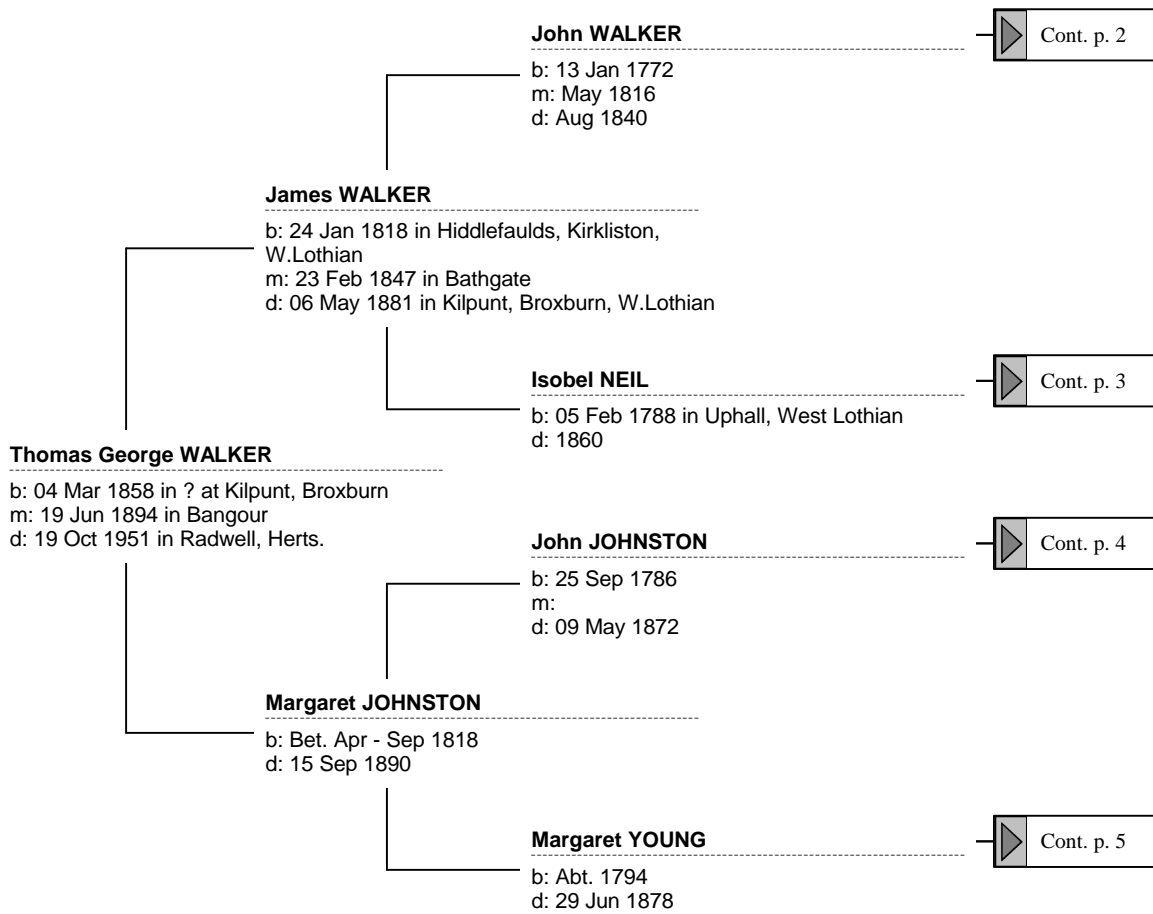 John WALKER
Cont. p. 2
b: 13 Jan 1772
m: May 1816
d: Aug 1840
James WALKER
b: 24 Jan 1818 in Hiddlefaulds, Kirkliston,
W.Lothian
m: 23 Feb 1847 in Bathgate
d: 06 May 1881 in Kilpunt, Broxburn, W.Lothian
Isobel NEIL
Cont. p. 3
b: 05 Feb 1788 in Uphall, West Lothian
d: 1860
Thomas George WALKER
b: 04 Mar 1858 in ? at Kilpunt, Broxburn
m: 19 Jun 1894 in Bangour
d: 19 Oct 1951 in Radwell, Herts.
John JOHNSTON
Cont. p. 4
b: 25 Sep 1786
m:
d: 09 May 1872
Margaret JOHNSTON
b: Bet. Apr - Sep 1818
d: 15 Sep 1890
Margaret YOUNG
Cont. p. 5
b: Abt. 1794
d: 29 Jun 1878